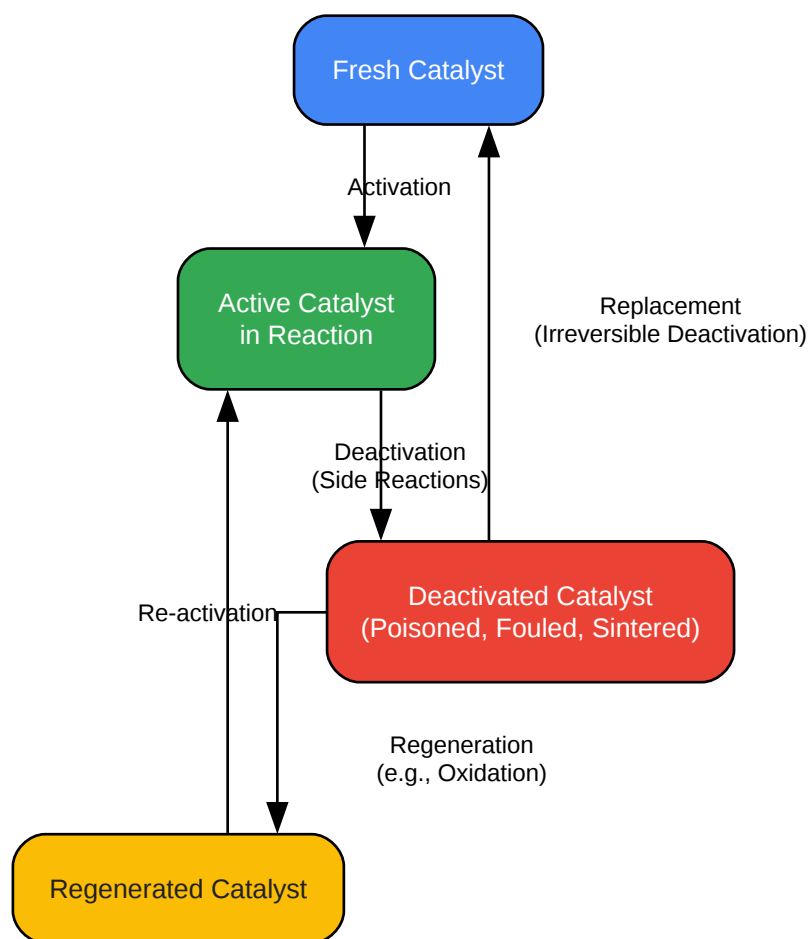 Fresh Catalyst
Activation
Active Catalyst
in Reaction
Replacement
(Irreversible Deactivation)
Deactivation
(Side Reactions)
Deactivated Catalyst
(Poisoned, Fouled, Sintered)
Re-activation
Regeneration
(e.g., Oxidation)
Regenerated Catalyst